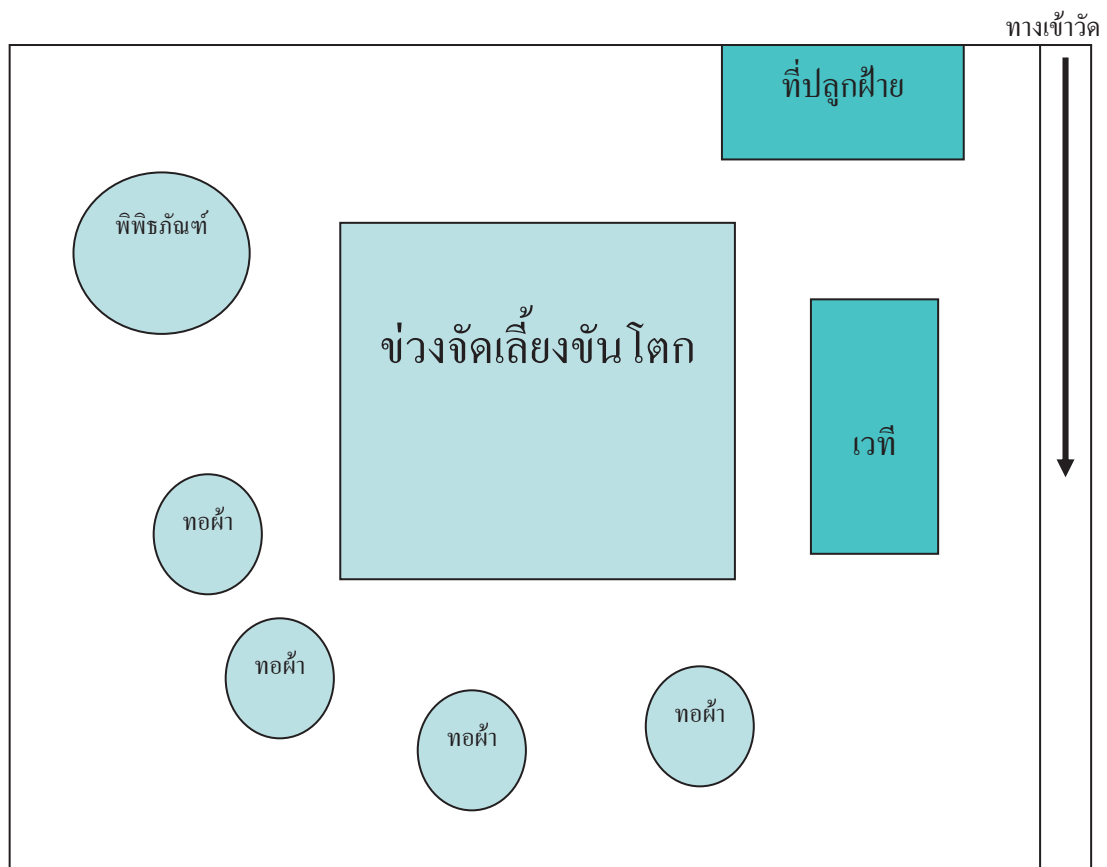 ทางเข้าวัด
ที่ปลูกฝ้าย
พิพิธภัณฑ์
ข่วงจัดเลี้ยงขันโตก
เวที
ทอผ้า
ทอผ้า
ทอผ้า
ทอผ้า